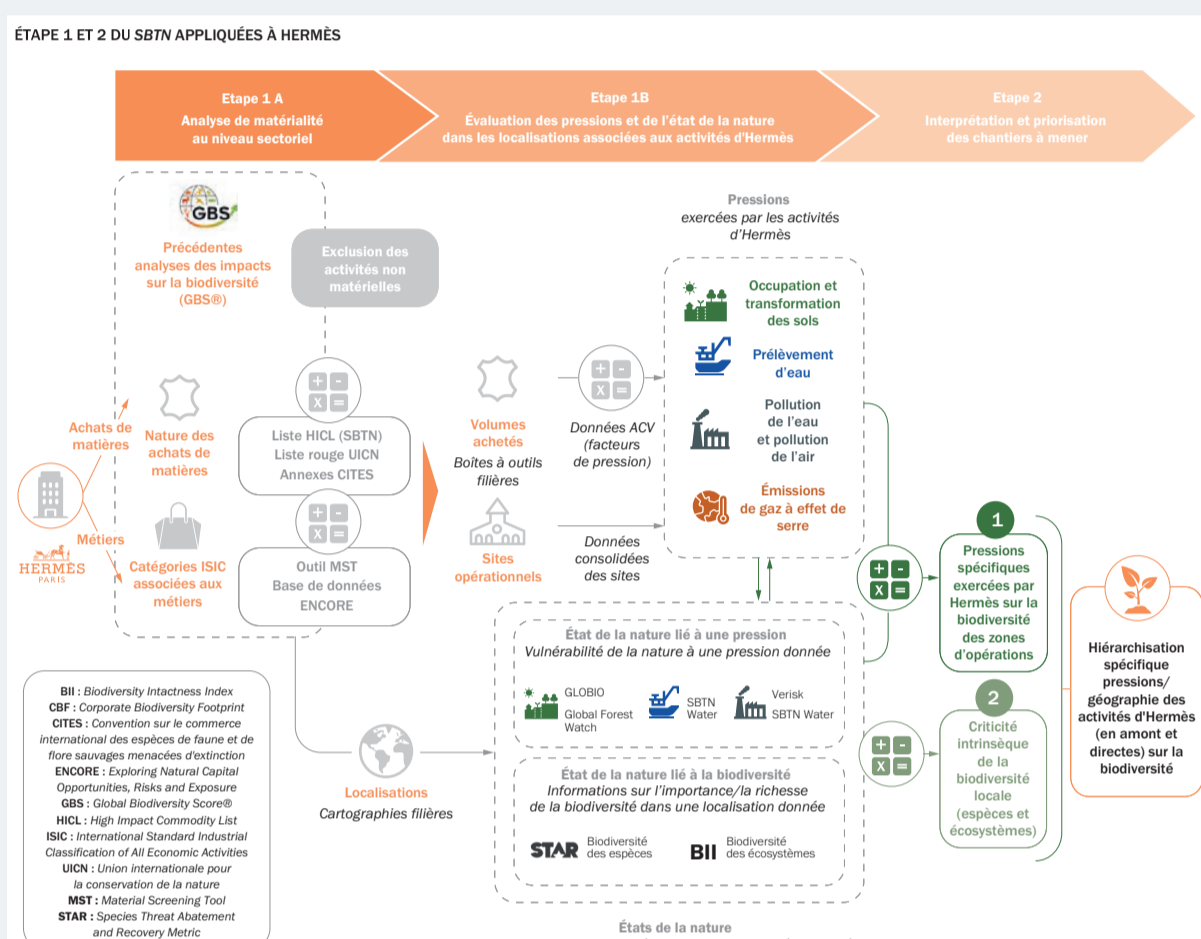 ÉTAPE 1 ET 2 DU SBTN APPLIQUÉES À HERMÈS
Etape 1 A
Analyse de matérialité
au niveau sectoriel
Etape 1B
Évaluation des pressions et de l'état de la nature
dans les localisations associées aux activités d'Hermès
Etape 2
Interprétation et priorisation
des chantiers à mener
GBS
Précédentes
analyses des impacts
sur la biodiversité
(GBS®)
Exclusion des
activités non
matérielles
Achats de
matières
Nature des
achats de
matières
+ -
x =
Liste HICL (SBTN)
Liste rouge UICN
Annexes CITES
HERMÈS
PARIS
Métiers
Catégories ISIC
associées aux
métiers
+ -
x =
Outil MST
Base de données
ENCORE
Volumes
achetés
Boîtes à outils
filières
Sites
opérationnels
+ -
x =
Données ACV
(facteurs
de pression)
Données
consolidées
des sites
Pressions
exercées par les activités
d'Hermès
Occupation et
transformation
des sols
Prélèvement
d'eau
Pollution
de l'eau
et pollution
de l'air
Émissions
de gaz à effet de
serre
Localisations
Cartographies filières
État de la nature lié à une pression
Vulnérabilité de la nature à une pression donnée
GLOBIO
Global Forest
Watch
SBTN
Water
Verisk
SBTN Water
État de la nature lié à la biodiversité
Informations sur l'importance/la richesse
de la biodiversité dans une localisation donnée
STAR
Biodiversité
des espèces
BII
Biodiversité
des écosystèmes
États de la nature
+ -
x =
1
Pressions
spécifiques
exercées par
Hermès sur la
biodiversité
des zones
d'opérations
+ -
x =
2
Criticité
intrinsèque
de la
biodiversité
locale
(espèces et
écosystèmes)
Hiérarchisation
spécifique
pressions/
géographie des
activités d'Hermès
(en amont et
directes) sur la
biodiversité
BII : Biodiversity Intactness Index
CBF : Corporate Biodiversity Footprint
CITES : Convention sur le commerce
international des espèces de faune et de
flore sauvages menacées d'extinction
ENCORE : Exploring Natural Capital
Opportunities, Risks and Exposure
GBS : Global Biodiversity Score®
HICL : High Impact Commodity List
ISIC : International Standard Industrial
Classification of All Economic Activities
UICN : Union internationale pour
la conservation de la nature
MST : Material Screening Tool
STAR : Species Threat Abatement
and Recovery Metric